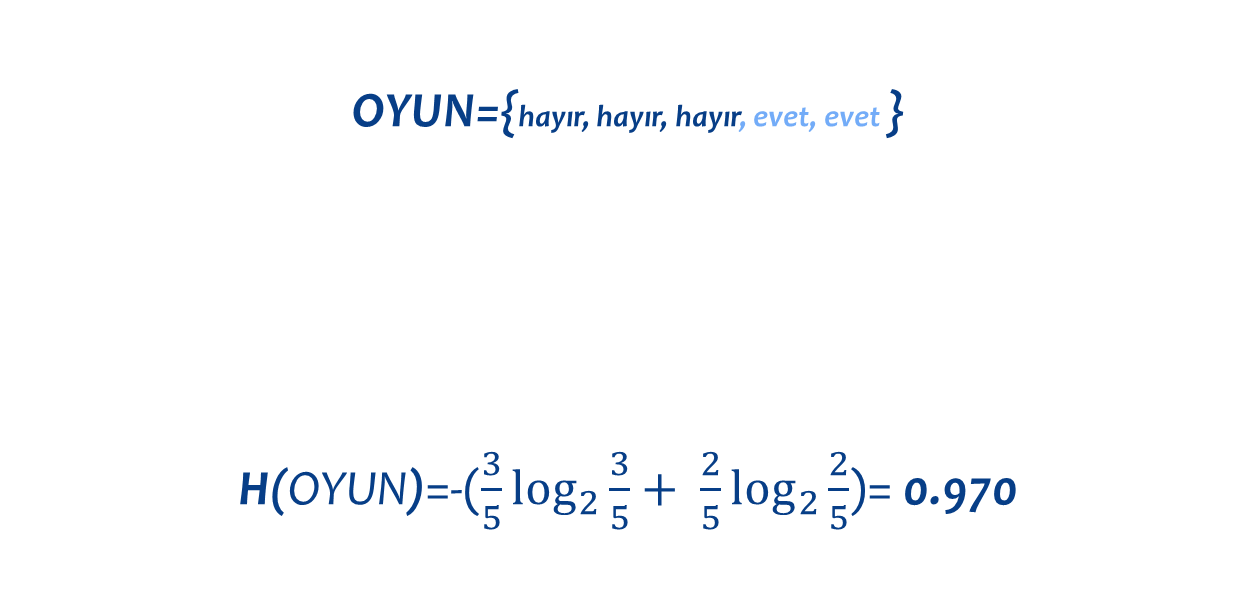 OYUN={hayır, hayır, hayır, evet, evet }
H(OYUN)=-(3/5 log₂ 3/5 + 2/5 log₂ 2/5)= 0.970